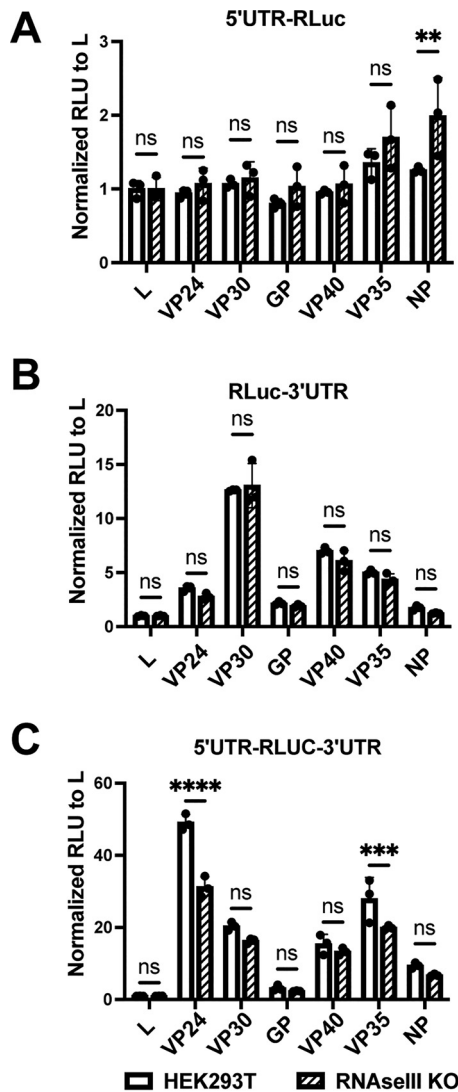 A
5'UTR-RLuc
Normalized RLU to L
3
2
1
0
ns
ns
ns
ns
ns
ns
**
L
VP24
VP30
GP
VP40
VP35
NP
B
RLuc-3'UTR
Normalized RLU to L
20
15
10
5
0
ns
ns
ns
ns
ns
ns
ns
L
VP24
VP30
GP
VP40
VP35
NP
C
5'UTR-RLUC-3'UTR
Normalized RLU to L
60
40
20
0
ns
****
ns
ns
ns
***
ns
L
VP24
VP30
GP
VP40
VP35
NP
HEK293T
RNAseIII KO